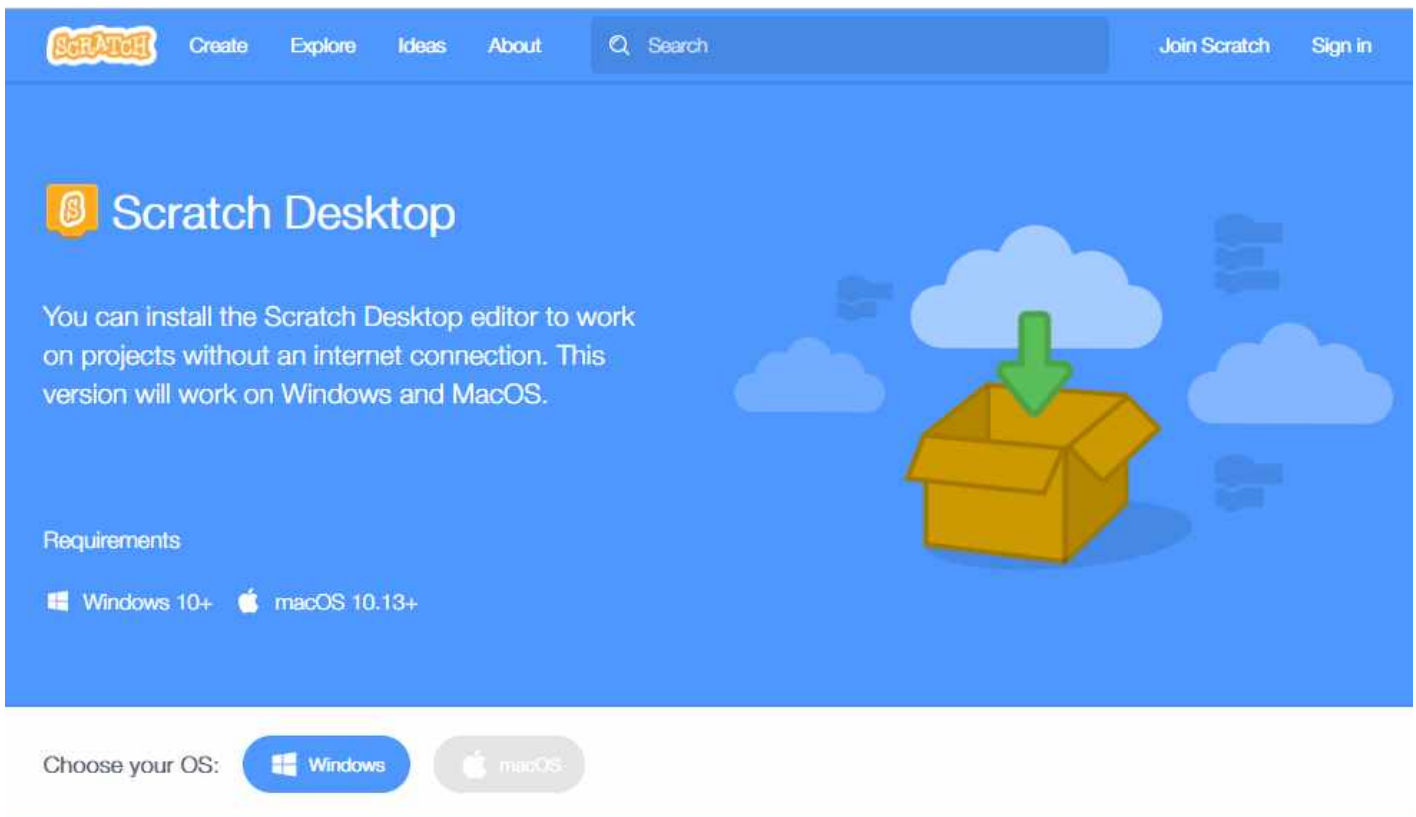 SCRATCH Create Explore Ideas About Search Join Scratch Sign in
Scratch Desktop
You can install the Scratch Desktop editor to work
on projects without an internet connection. This
version will work on Windows and MacOS.
Requirements
Windows 10+ macOS 10.13+
Choose your OS: Windows macOS